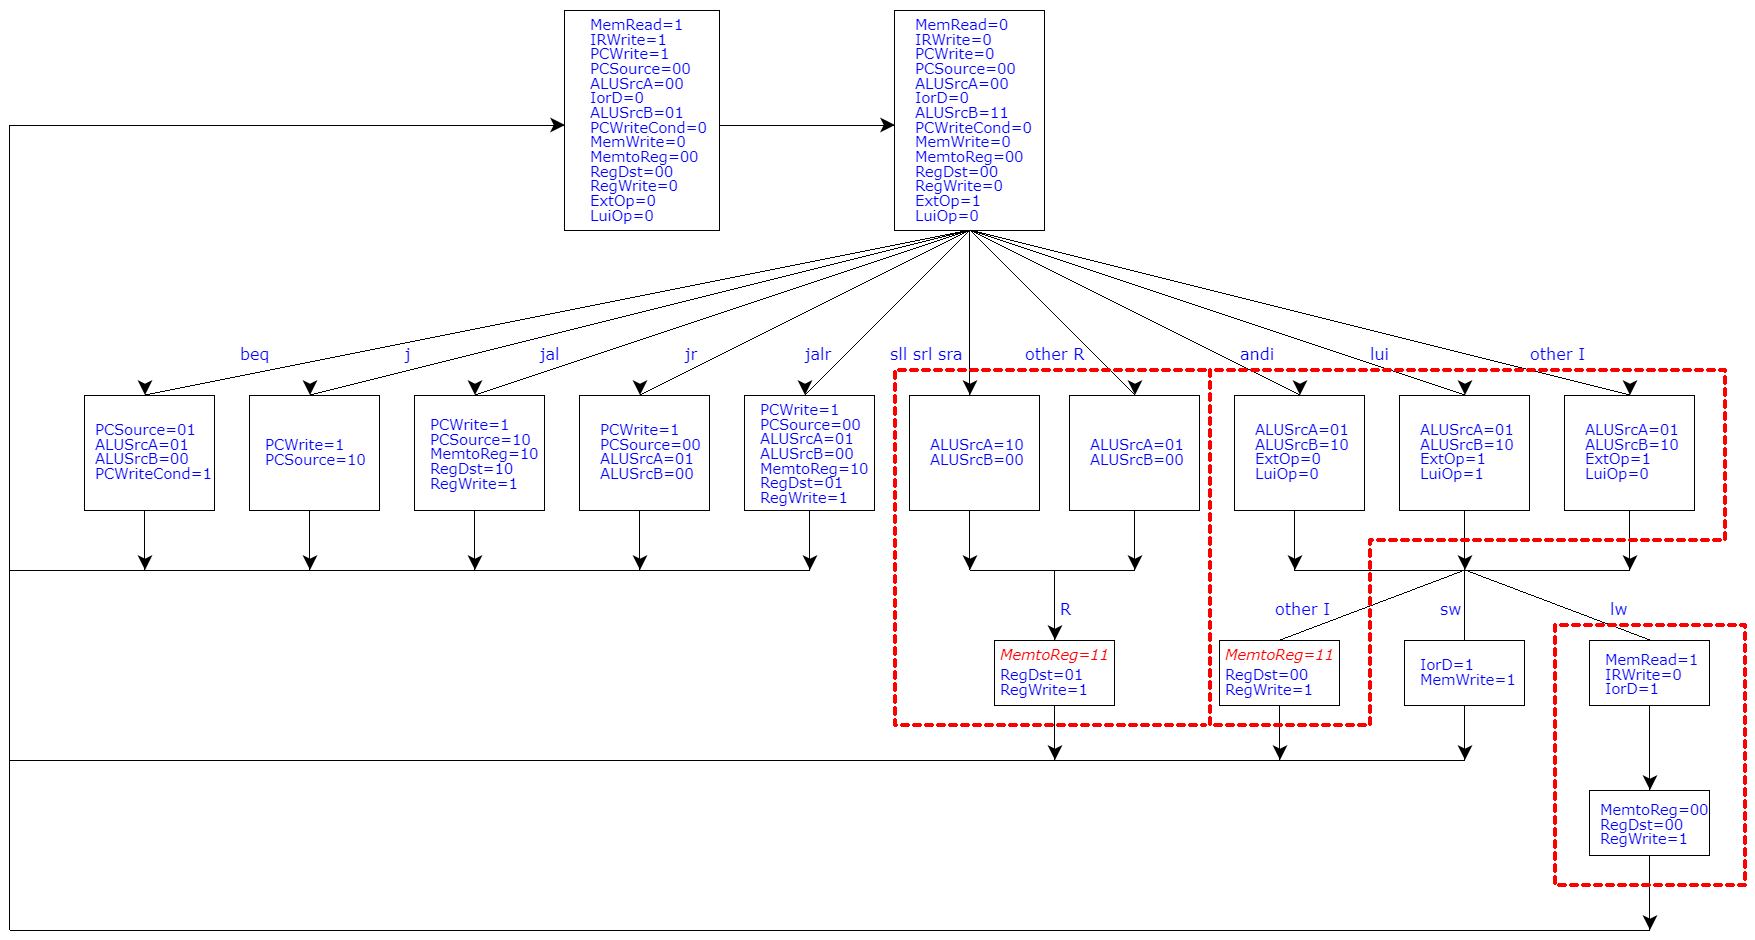 MemRead=1
IRWrite=1
PCWrite=1
PCSource=00
ALUSrcA=00
IorD=0
ALUSrcB=01
PCWriteCond=0
MemWrite=0
MemtoReg=00
RegDst=00
RegWrite=0
ExtOp=0
LuiOp=0
MemRead=0
IRWrite=0
PCWrite=0
PCSource=00
ALUSrcA=00
IorD=0
ALUSrcB=11
PCWriteCond=0
MemWrite=0
MemtoReg=00
RegDst=00
RegWrite=0
ExtOp=1
LuiOp=0
beq
j
jal
jr
jalr
sll srl sra
other R
andi
lui
other I
PCSource=01
ALUSrcA=01
ALUSrcB=00
PCWriteCond=1
PCWrite=1
PCSource=10
PCWrite=1
PCSource=10
MemtoReg=10
RegDst=10
RegWrite=1
PCWrite=1
PCSource=00
ALUSrcA=01
ALUSrcB=00
PCWrite=1
PCSource=00
ALUSrcA=01
ALUSrcB=00
MemtoReg=10
RegDst=01
RegWrite=1
ALUSrcA=10
ALUSrcB=00
ALUSrcA=01
ALUSrcB=00
ALUSrcA=01
ALUSrcB=10
ExtOp=0
LuiOp=0
ALUSrcA=01
ALUSrcB=10
ExtOp=1
LuiOp=1
ALUSrcA=01
ALUSrcB=10
ExtOp=1
LuiOp=0
R
other I
sw
lw
MemtoReg=11
RegDst=01
RegWrite=1
MemtoReg=11
RegDst=00
RegWrite=1
IorD=1
MemWrite=1
MemRead=1
IRWrite=0
IorD=1
MemtoReg=00
RegDst=00
RegWrite=1